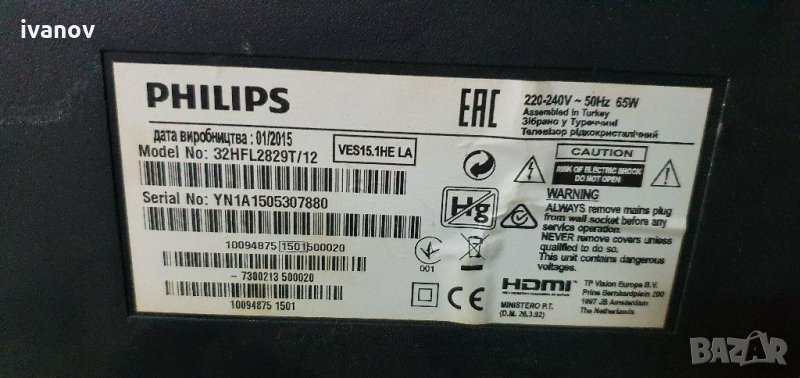 ivanov
PHILIPS
дата виробництва : 01/2015
Model No: 32HFL2829T/12
VES15.1HE LA
Serial No: YN1A1505307880
10094875 1501 500020
- 7300213 500020
10094875 1501
EAC
Hg
001
CE
220-240V ~ 50Hz 65W
Assembled in Turkey
Зібрано у Туреччині
Телевізор рідкокристалічний
CAUTION
RISK OF ELECTRIC SHOCK
DO NOT OPEN
WARNING
ALWAYS remove mains plug
from wall socket before any
service operation.
NEVER remove covers unless
qualified to do so.
This unit contains dangerous
voltages.
HDMI
MINISTERO P.T.
(D.M. 26.3.92)
TP Vision Europe B.V.
Prins Bernhardplein 200
1097 JB Amsterdam
The Netherlands
BAZAR